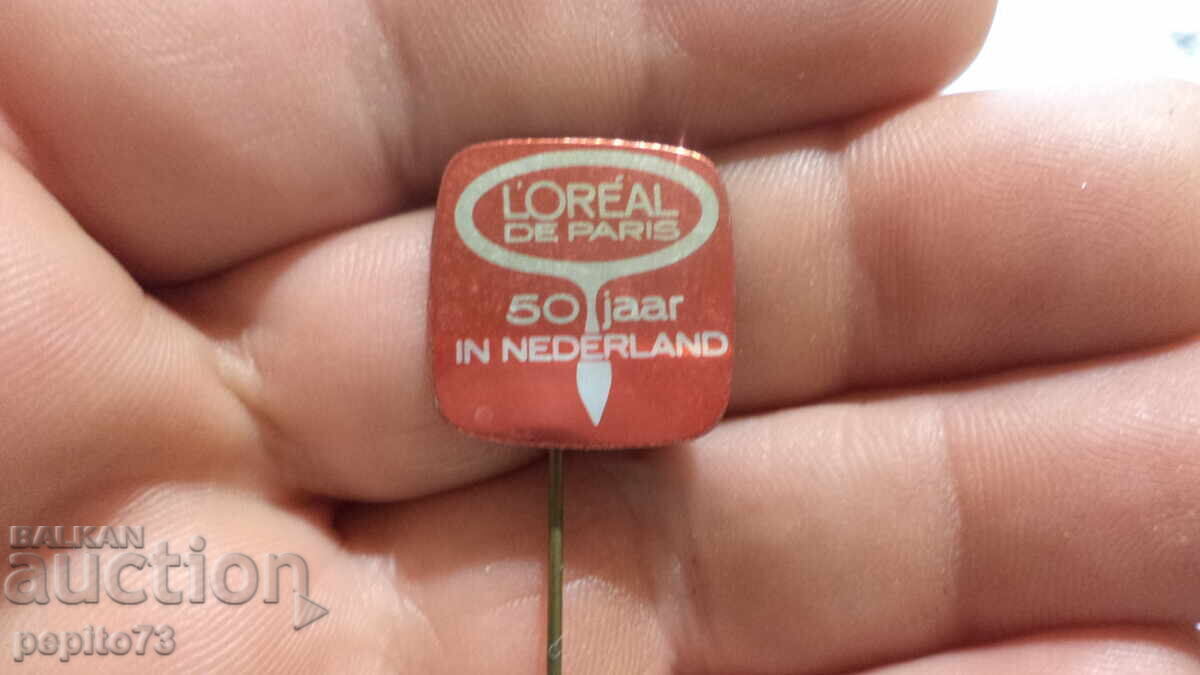 L'ORÉAL
DE PARIS
50 jaar
IN NEDERLAND
BALKAN
auction
pepito73